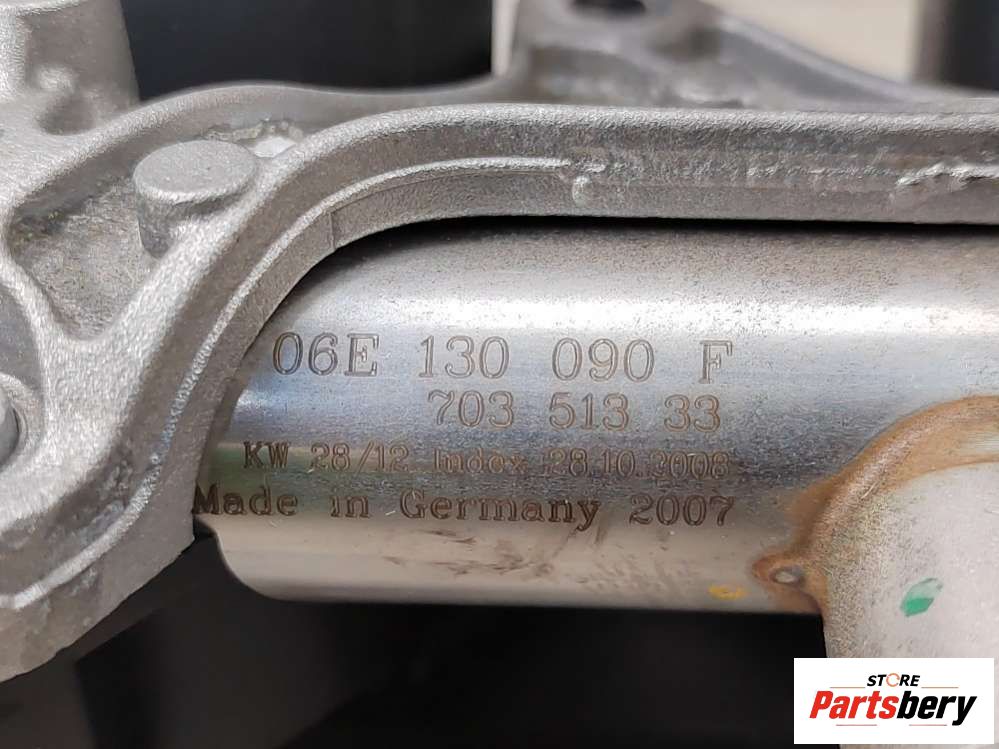 06E 130 090 F
703 513 33
KW 28/12 Index 28.10.2008
Made in Germany 2007
STORE
Partsbery